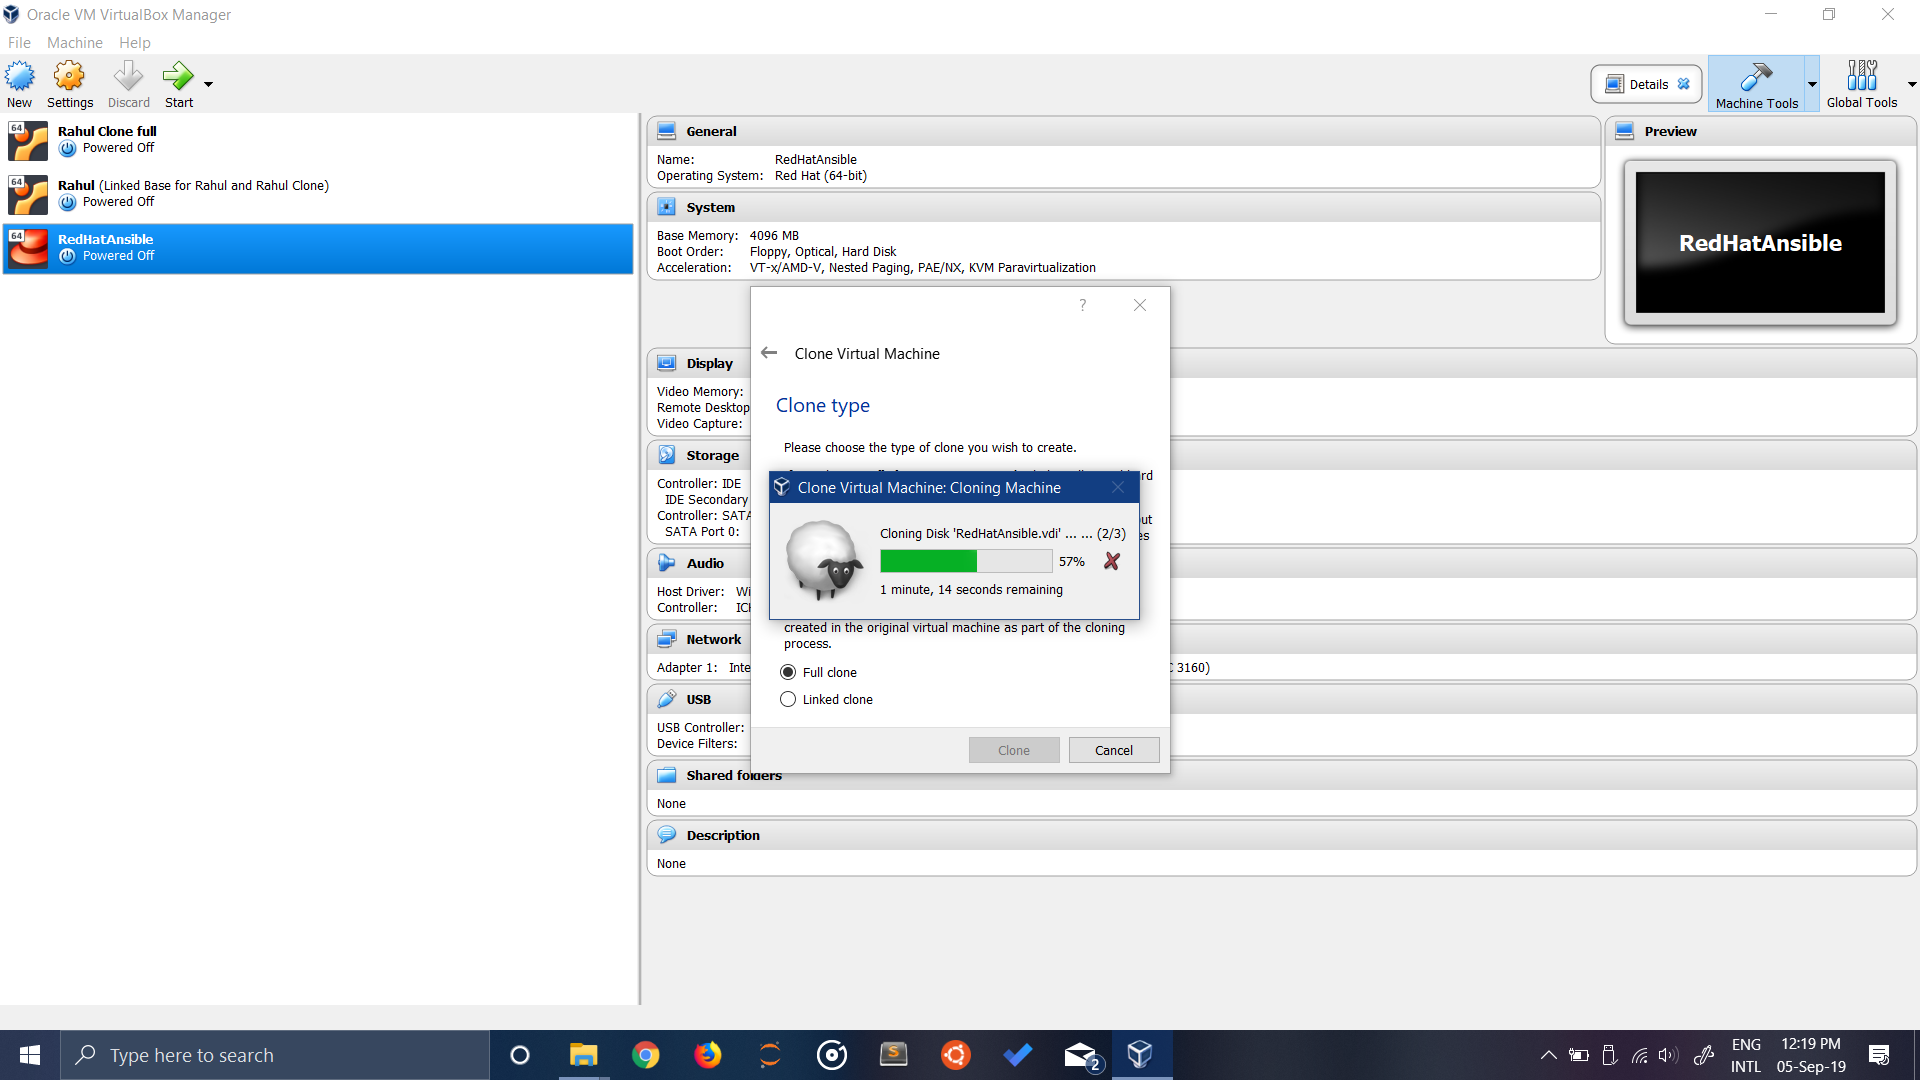 Oracle VM VirtualBox Manager
File Machine Help
New Settings Discard Start
Details
Machine Tools
Global Tools
64
Rahul Clone full
Powered Off
64
Rahul (Linked Base for Rahul and Rahul Clone)
Powered Off
64
RedHatAnsible
Powered Off
General
Name: RedHatAnsible
Operating System: Red Hat (64-bit)
System
Base Memory: 4096 MB
Boot Order: Floppy, Optical, Hard Disk
Acceleration: VT-x/AMD-V, Nested Paging, PAE/NX, KVM Paravirtualization
Preview
RedHatAnsible
Display
Video Memory:
Remote Desktop
Video Capture:
Storage
Controller: IDE
IDE Secondary
Controller: SATA
SATA Port 0:
Audio
Host Driver: Wi
Controller: ICH
Network
Adapter 1: Inte
3160)
USB
USB Controller:
Device Filters:
Shared folders
None
Description
None
?
Clone Virtual Machine
Clone type
Please choose the type of clone you wish to create.
Clone Virtual Machine: Cloning Machine
Cloning Disk 'RedHatAnsible.vdi' ... ... (2/3)
57%
1 minute, 14 seconds remaining
created in the original virtual machine as part of the cloning
process.
Full clone
Linked clone
Clone Cancel
Type here to search
2
ENG
INTL
12:19 PM
05-Sep-19